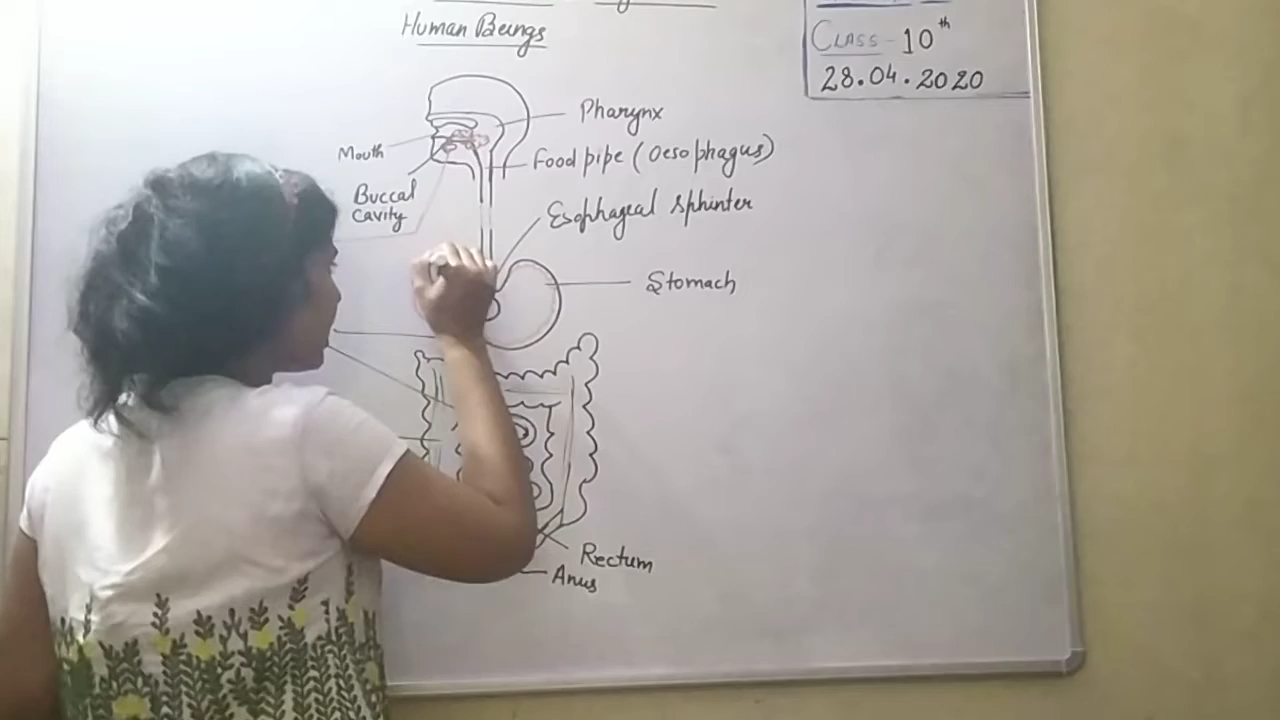 Human Beings
CLASS - 10th
28.04.2020
Pharynx
Mouth
Food pipe (Oesophagus)
Buccal
cavity
Esophageal Sphinter
Stomach
Rectum
Anus